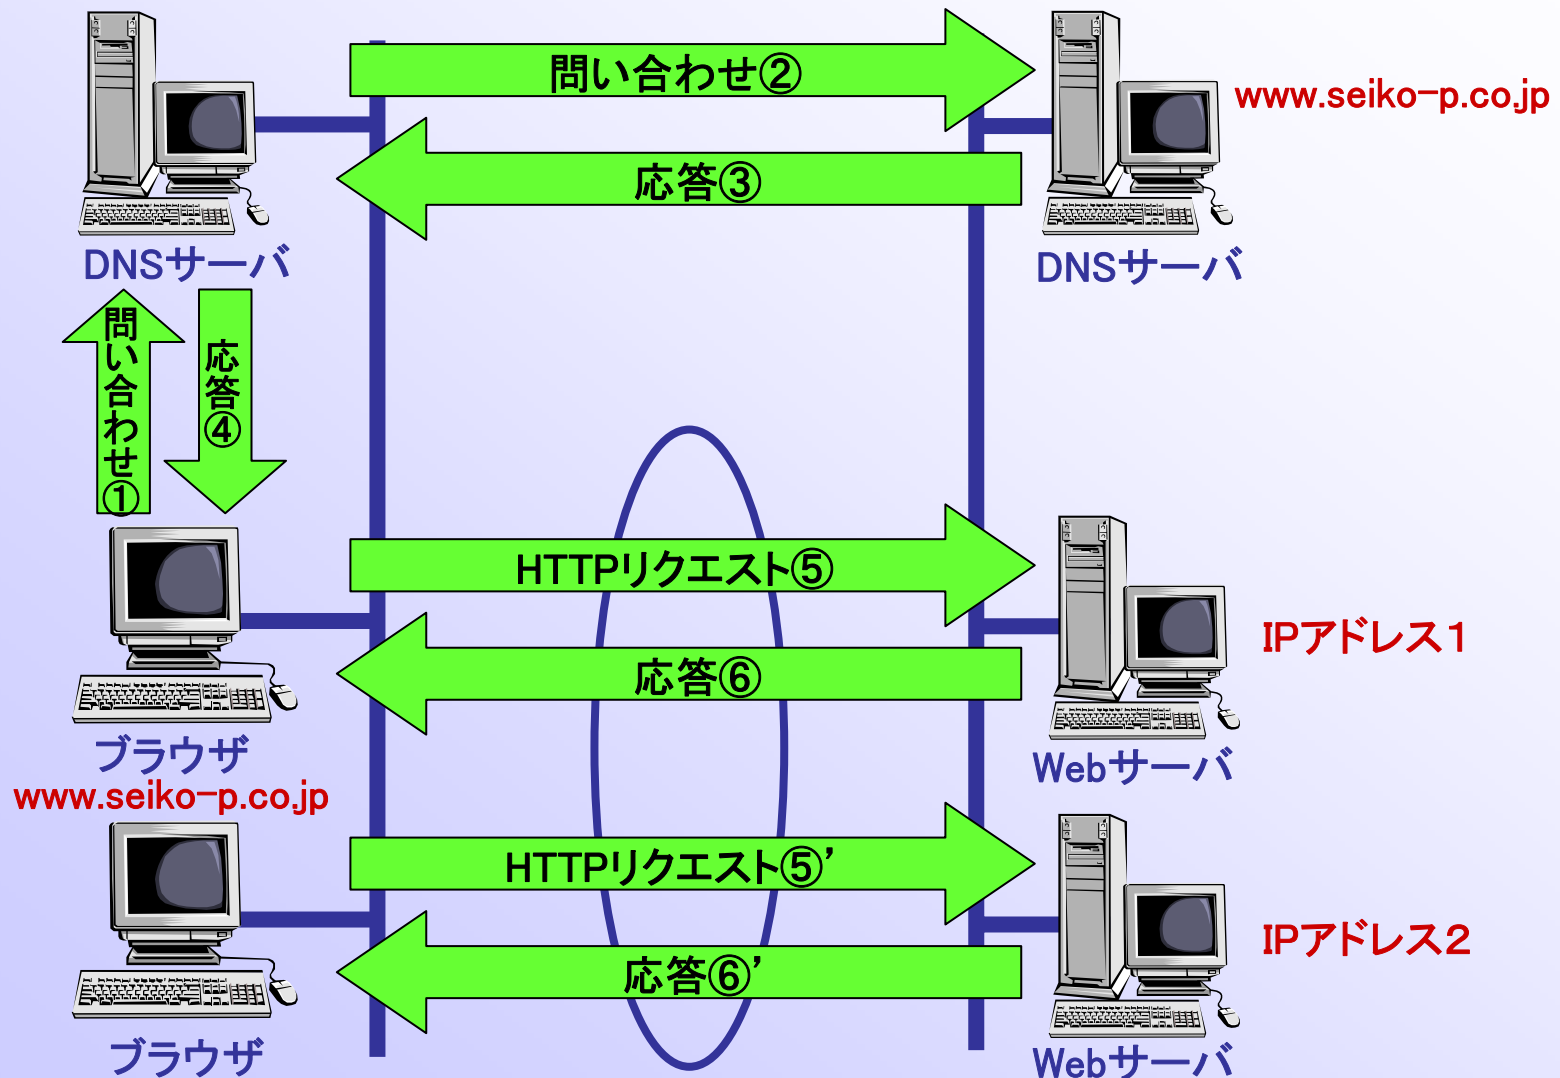 問い合わせ②
www.seiko-p.co.jp
応答③
DNSサーバ
DNSサーバ
問い合わせ①
応答④
HTTPリクエスト⑤
IPアドレス1
応答⑥
ブラウザ
www.seiko-p.co.jp
Webサーバ
HTTPリクエスト⑤’
IPアドレス2
応答⑥’
ブラウザ
Webサーバ